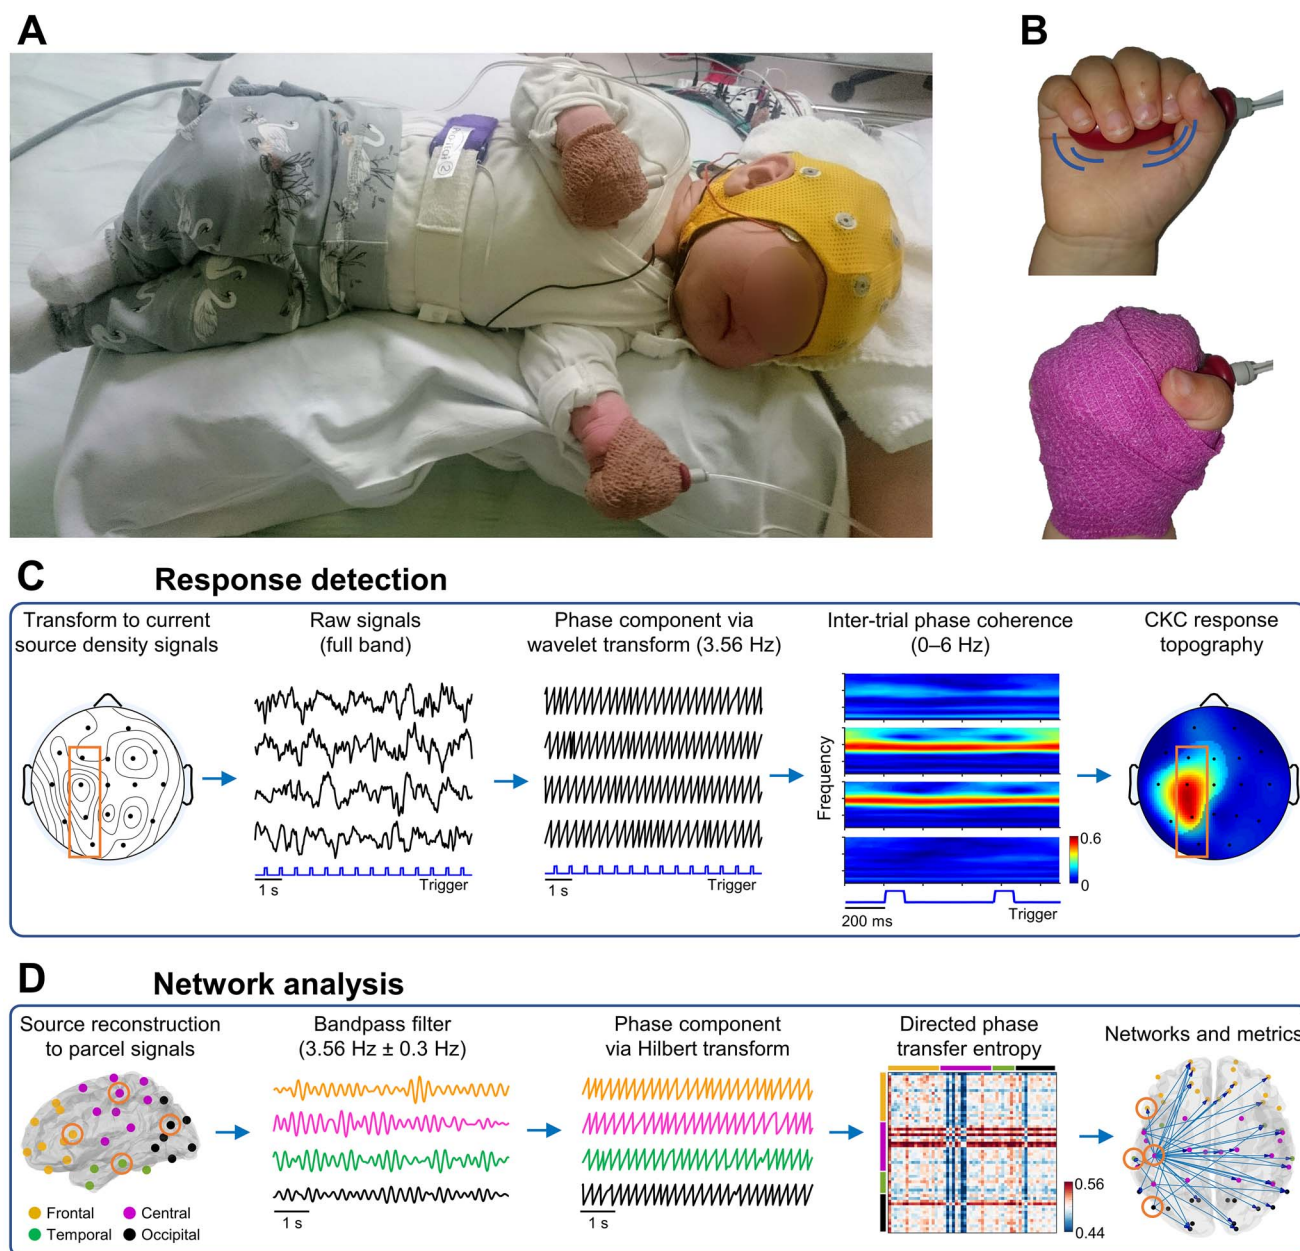 A
B
Proxitor 2
C
Response detection
Transform to current
source density signals
Raw signals
(full band)
Phase component via
wavelet transform (3.56 Hz)
Inter-trial phase coherence
(0–6 Hz)
CKC response
topography
Frequency
0.6
0
Trigger
1 s
Trigger
1 s
Trigger
200 ms
D
Network analysis
Source reconstruction
to parcel signals
Bandpass filter
(3.56 Hz ± 0.3 Hz)
Phase component
via Hilbert transform
Directed phase
transfer entropy
Networks and metrics
Frontal
Central
Temporal
Occipital
1 s
1 s
0.56
0.44